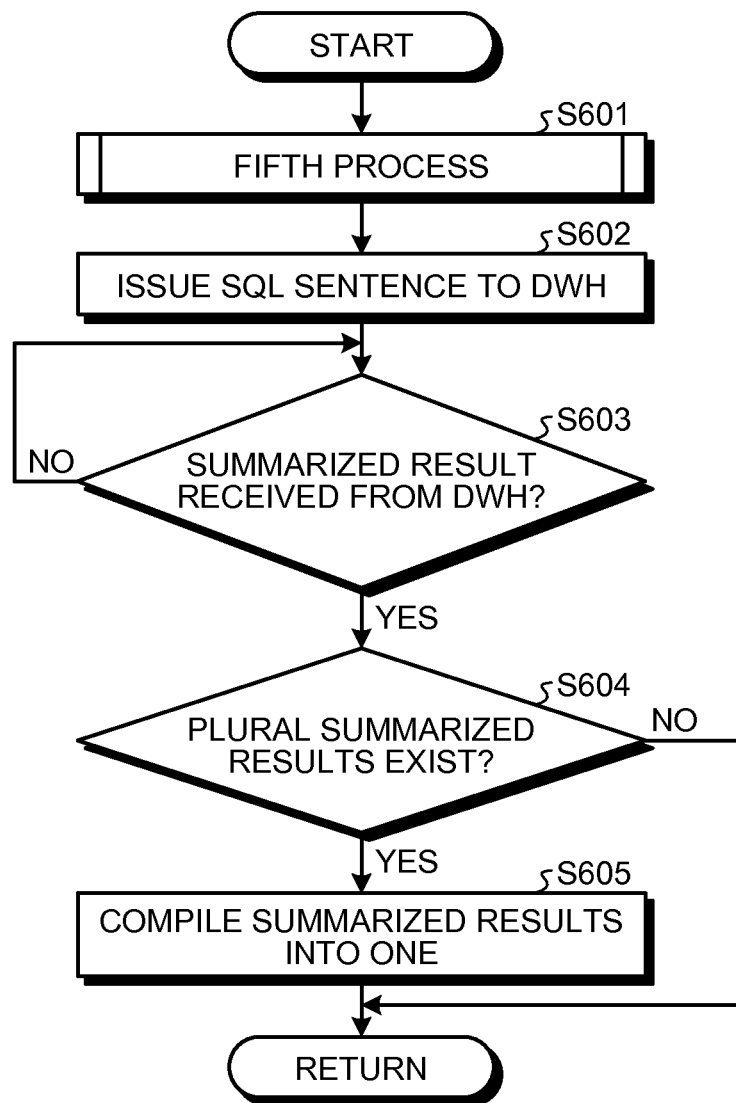 START
S601
FIFTH PROCESS
S602
ISSUE SQL SENTENCE TO DWH
S603
NO
SUMMARIZED RESULT
RECEIVED FROM DWH?
YES
S604
NO
PLURAL SUMMARIZED
RESULTS EXIST?
YES
S605
COMPILE SUMMARIZED RESULTS
INTO ONE
RETURN